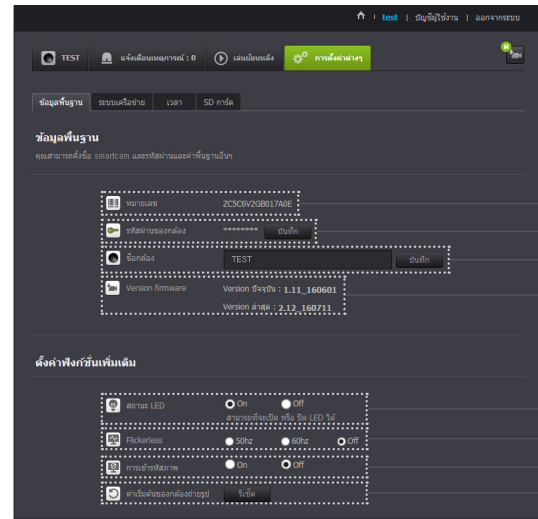 test | บัญชีผู้ใช้งาน | ออกจากระบบ
TEST แจ้งเตือนเหตุการณ์ : 0 เล่นย้อนหลัง การตั้งค่าต่างๆ
N
ข้อมูลพื้นฐาน ระบบเครือข่าย เวลา SD การ์ด
ข้อมูลพื้นฐาน
คุณสามารถตั้งชื่อ smartcam และรหัสผ่านและค่าพื้นฐานอื่นๆ
หมายเลข ZC5C6V2GB017A0E
รหัสผ่านของกล้อง ******** บันทึก
ชื่อกล้อง TEST บันทึก
Version firmware Version ปัจจุบัน : 1.11_160601
Version ล่าสุด : 2.12_160711
ตั้งค่าฟังก์ชั่นเพิ่มเติม
สถานะ LED On Off
สามารถที่จะเปิด หรือ ปิด LED ได้
Flickerless 50hz 60hz Off
การเข้ารหัสภาพ On Off
ค่าเริ่มต้นของกล้องถ่ายรูป รีเซ็ต